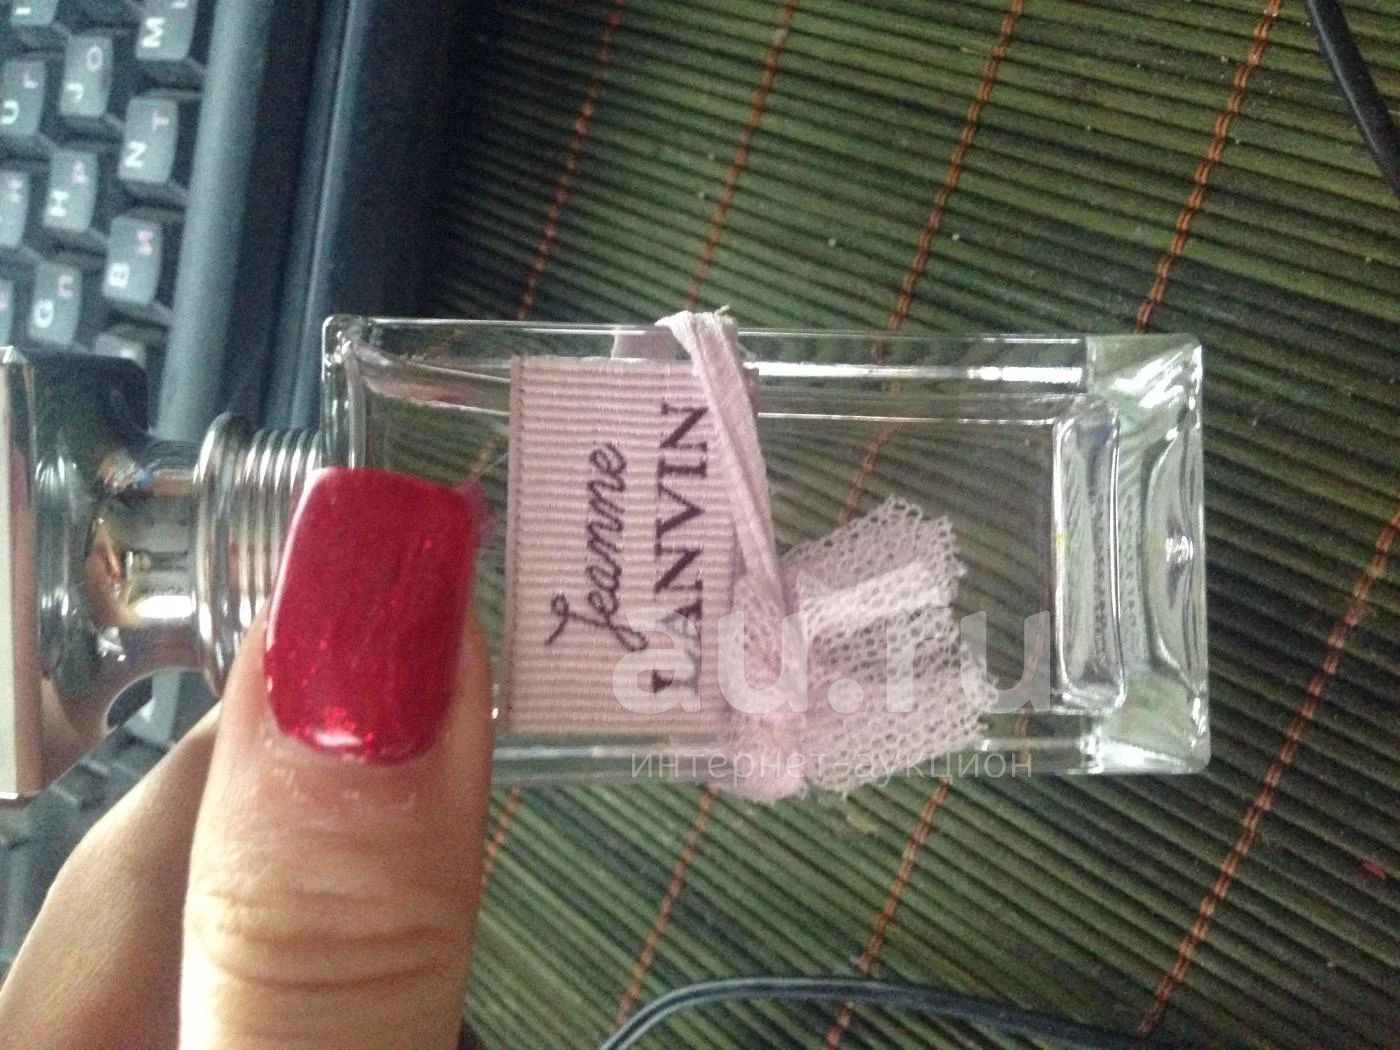 Jeanne
LANVIN
au.ru
интернет-аукцион
M
J
O
U
Г
N
Т
H
Р
B
И
G
П